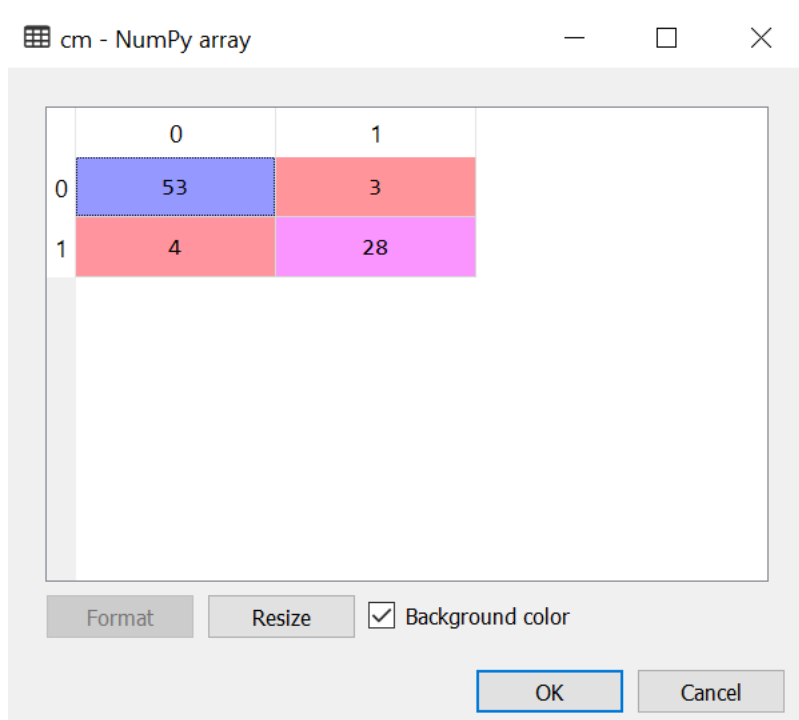 cm - NumPy array
0 1
0 53 3
1 4 28
Format Resize Background color
OK Cancel